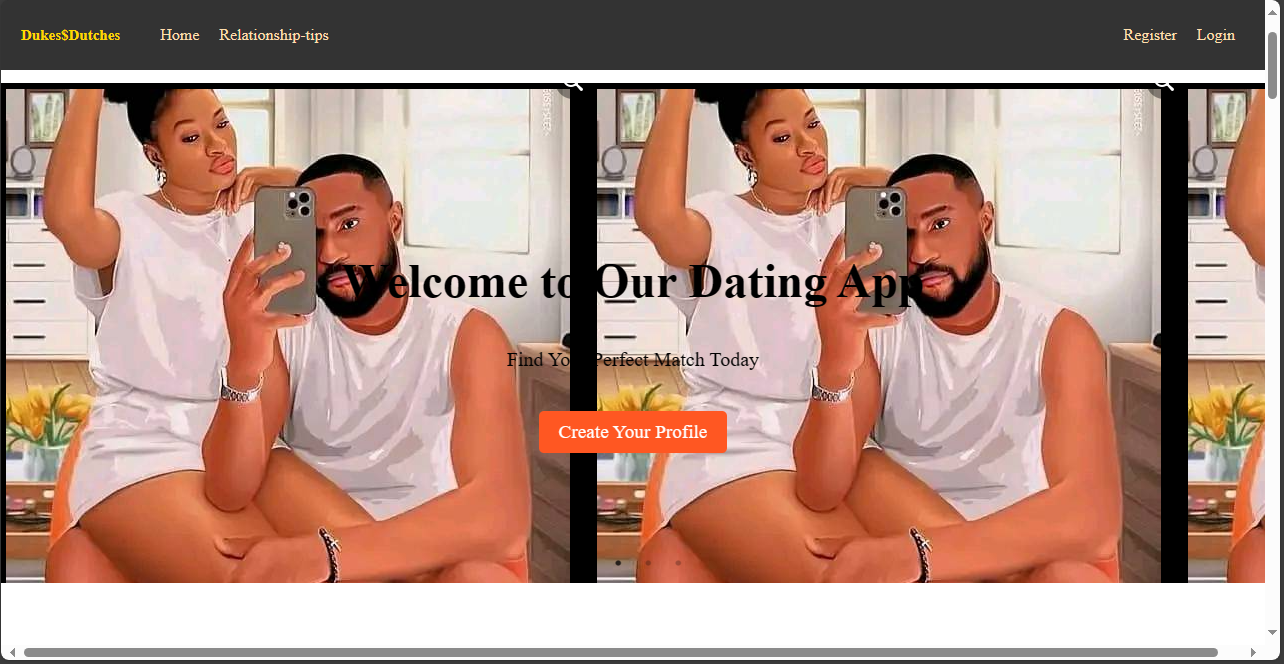 Dukes$Dutches Home Relationship-tips Register Login
Welcome to Our Dating App
Find Your Perfect Match Today
Create Your Profile